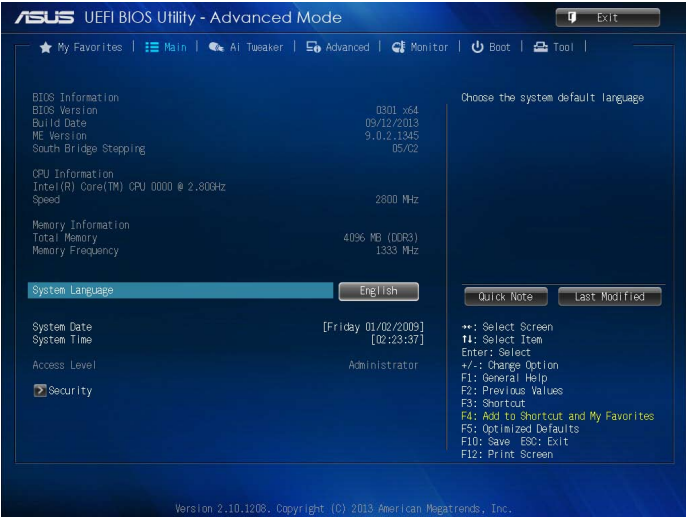 ASUS UEFI BIOS Utility - Advanced Mode
Exit
My Favorites | Main | Ai Tweaker | Advanced | Monitor | Boot | Tool |
BIOS Information
BIOS Version 0301 x64
Build Date 09/12/2013
ME Version 9.0.2.1345
South Bridge Stepping 05/C2
CPU Information
Intel(R) Core(TM) CPU 0000 @ 2.80GHz
Speed 2800 MHz
Memory Information
Total Memory 4096 MB (DDR3)
Memory Frequency 1333 MHz
System Language English
System Date [Friday 01/02/2009]
System Time [02:23:37]
Access Level Administrator
Security
Choose the system default language
Quick Note Last Modified
→←: Select Screen
↑↓: Select Item
Enter: Select
+/-: Change Option
F1: General Help
F2: Previous Values
F3: Shortcut
F4: Add to Shortcut and My Favorites
F5: Optimized Defaults
F10: Save ESC: Exit
F12: Print Screen
Version 2.10.1208. Copyright (C) 2013 American Megatrends, Inc.